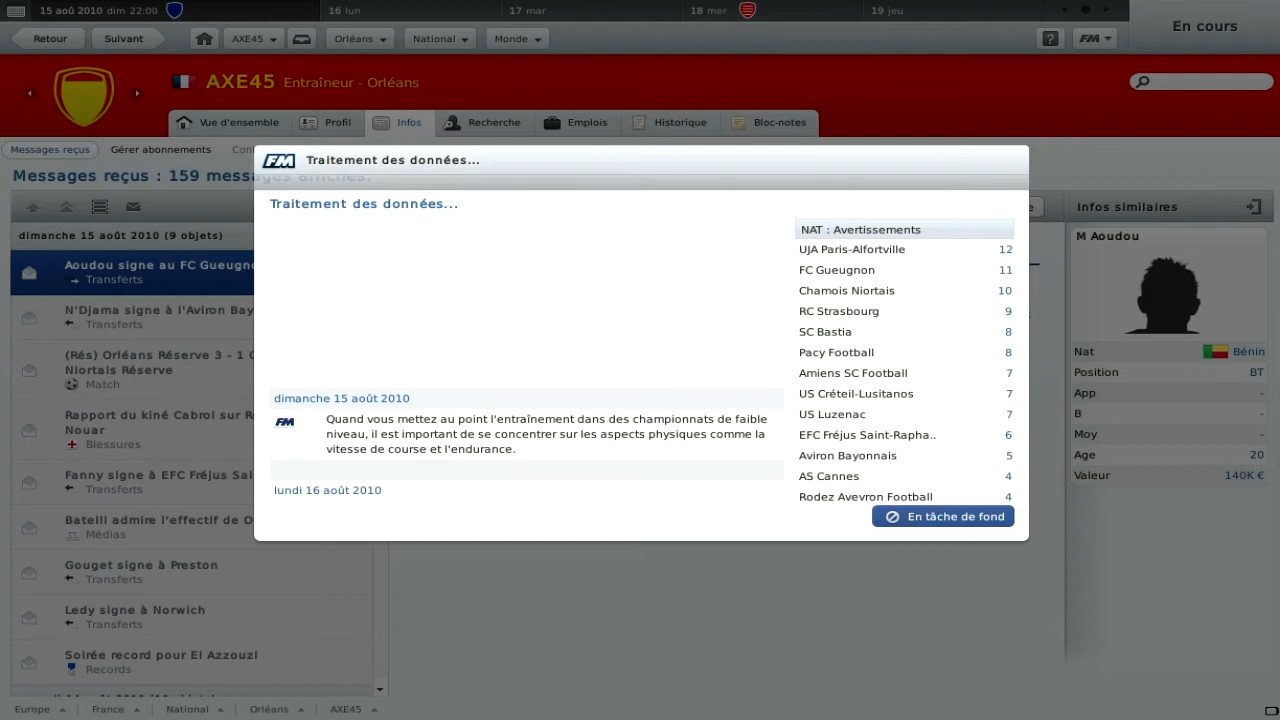 15 aoû 2010 dim 22:00
16 lun
17 mar
18 mer
19 jeu
En cours
Retour
Suivant
AXE45
Orléans
National
Monde
?
FM
AXE45 Entraîneur - Orléans
Vue d'ensemble
Profil
Infos
Recherche
Emplois
Historique
Bloc-notes
Messages reçus
Gérer abonnements
Messages reçus : 159 messages affichés.
dimanche 15 août 2010 (9 objets)
Aoudou signe au FC Gueugno
Transferts
N'Djama signe à l'Aviron Bay
Transferts
(Rés) Orléans Réserve 3 - 1 C
Niortais Réserve
Match
Rapport du kiné Cabrol sur R
Nouar
Blessures
Fanny signe à EFC Fréjus Sai
Transferts
Batelli admire l'effectif de O
Médias
Gouget signe à Preston
Transferts
Ledy signe à Norwich
Transferts
Soirée record pour El Azzouzi
Records
FM Traitement des données...
Traitement des données...
dimanche 15 août 2010
FM
Quand vous mettez au point l'entraînement dans des championnats de faible
niveau, il est important de se concentrer sur les aspects physiques comme la
vitesse de course et l'endurance.
lundi 16 août 2010
NAT : Avertissements
UJA Paris-Alfortville 12
FC Gueugnon 11
Chamois Niortais 10
RC Strasbourg 9
SC Bastia 8
Pacy Football 8
Amiens SC Football 7
US Créteil-Lusitanos 7
US Luzenac 7
EFC Fréjus Saint-Rapha.. 6
Aviron Bayonnais 5
AS Cannes 4
Rodez Aveyron Football 4
En tâche de fond
Infos similaires
M Aoudou
Nat Bénin
Position BT
App -
B -
Moy -
Age 20
Valeur 140K €
Europe
France
National
Orléans
AXE45